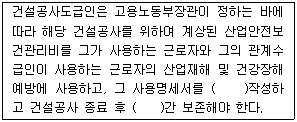 건설공사도급인은 고용노동부장관이 정하는 바에
따라 해당 건설공사를 위하여 계상된 산업안전보
건관리비를 그가 사용하는 근로자와 그의 관계수
급인이 사용하는 근로자의 산업재해 및 건강장해
예방에 사용하고, 그 사용명세서를 (    )작성하
고 건설공사 종료 후 (    )간 보존해야 한다.